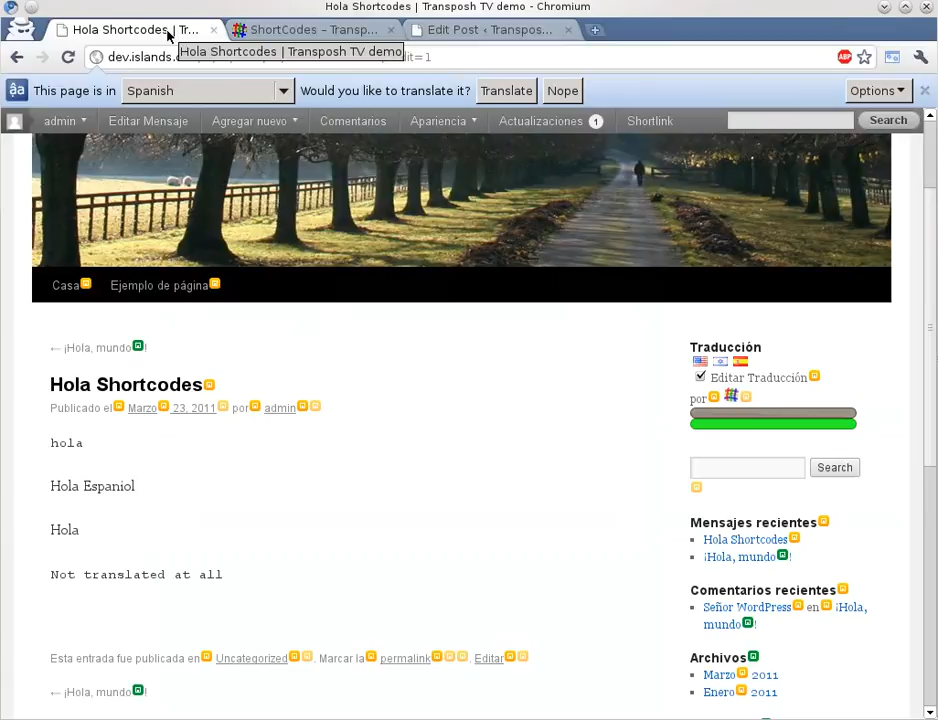 Hola Shortcodes | Transposh TV demo - Chromium
Hola Shortcodes | Tr...
ShortCodes – Transp...
Edit Post ‹ Transpos...
dev.islands.
Hola Shortcodes | Transposh TV demo
edit=1
ABP
This page is in
Spanish
Would you like to translate it?
Translate
Nope
Options
admin
Editar Mensaje
Agregar nuevo
Comentarios
Apariencia
Actualizaciones 1
Shortlink
Search
Casa
Ejemplo de página
← ¡Hola, mundo!
Hola Shortcodes
Publicado el Marzo 23, 2011 por admin
hola
Hola Espaniol
Hola
Not translated at all
Esta entrada fue publicada en Uncategorized. Marcar la permalink. Editar
← ¡Hola, mundo!
Traducción
Editar Traducción
por
Search
Mensajes recientes
Hola Shortcodes
¡Hola, mundo!
Comentarios recientes
Señor WordPress en ¡Hola,
mundo!
Archivos
Marzo 2011
Enero 2011